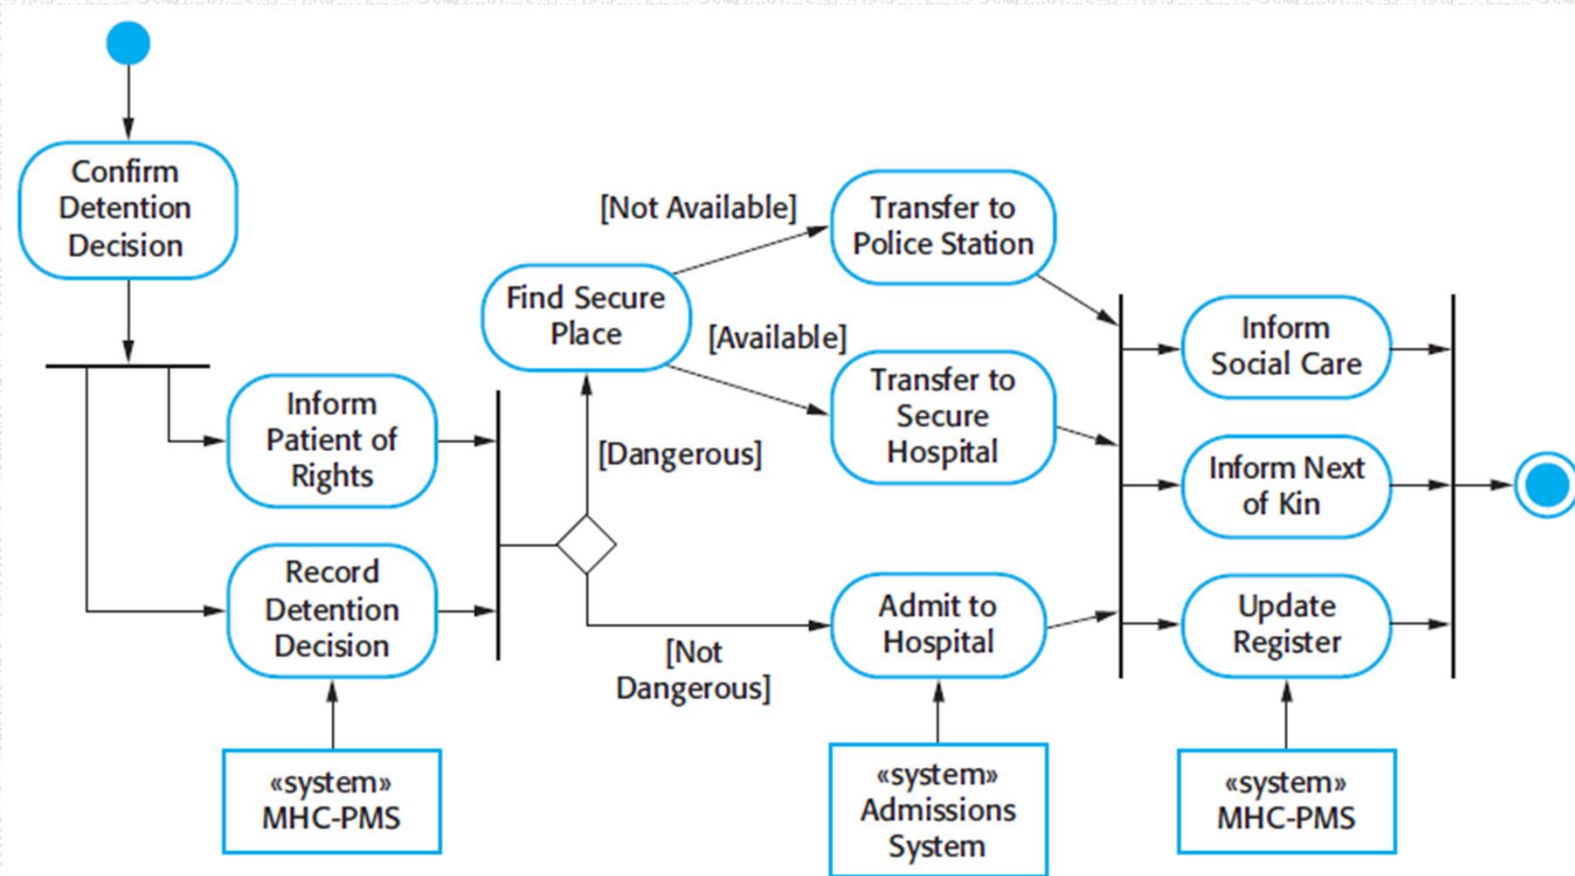 Confirm
Detention
Decision
Inform
Patient of
Rights
Record
Detention
Decision
«system»
MHC-PMS
Find Secure
Place
[Dangerous]
[Not
Dangerous]
[Not Available]
[Available]
Transfer to
Police Station
Transfer to
Secure
Hospital
Admit to
Hospital
«system»
Admissions
System
Inform
Social Care
Inform Next
of Kin
Update
Register
«system»
MHC-PMS